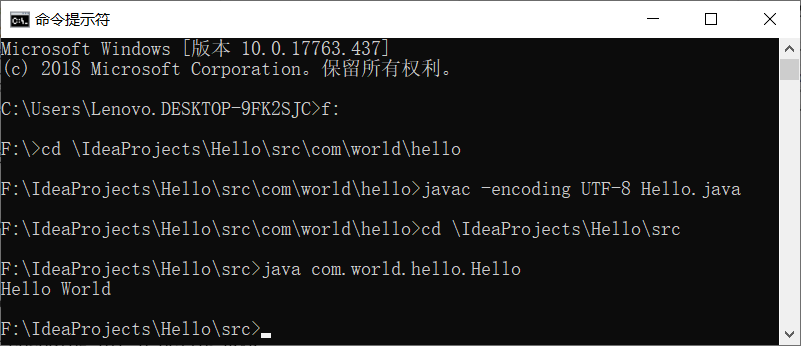 命令提示符
Microsoft Windows [版本 10.0.17763.437]
(c) 2018 Microsoft Corporation。保留所有权利。
C:\Users\Lenovo.DESKTOP-9FK2SJC>f:
F:\>cd \IdeaProjects\Hello\src\com\world\hello
F:\IdeaProjects\Hello\src\com\world\hello>javac -encoding UTF-8 Hello.java
F:\IdeaProjects\Hello\src\com\world\hello>cd \IdeaProjects\Hello\src
F:\IdeaProjects\Hello\src>java com.world.hello.Hello
Hello World
F:\IdeaProjects\Hello\src>